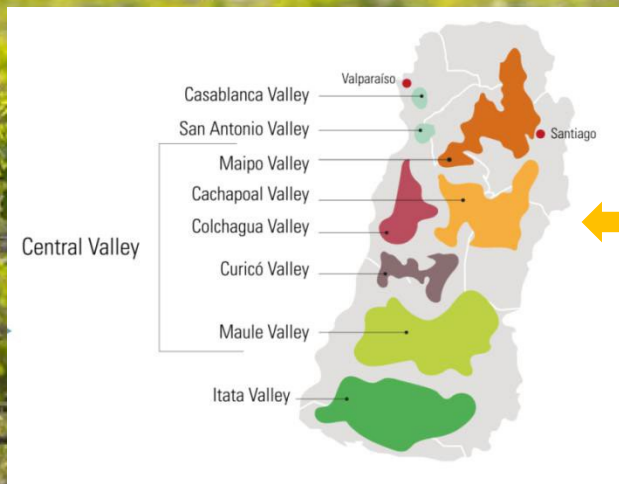 Valparaíso
Casablanca Valley
San Antonio Valley
Santiago
Maipo Valley
Cachapoal Valley
Colchagua Valley
Central Valley
Curicó Valley
Maule Valley
Itata Valley